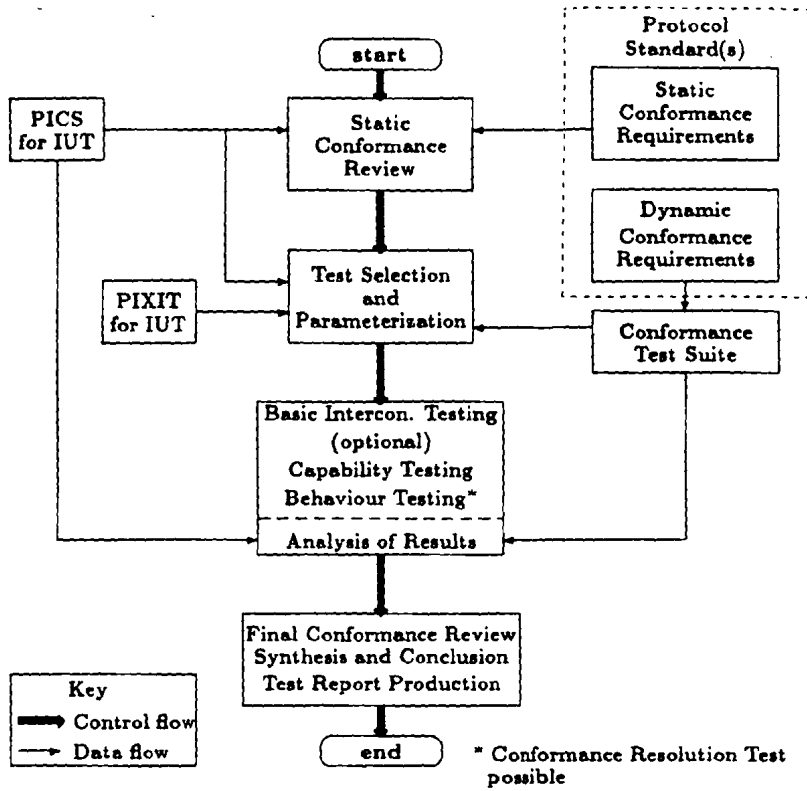 start
Protocol
Standard(s)
PICS
for IUT
Static
Conformance
Review
Static
Conformance
Requirements
Dynamic
Conformance
Requirements
PIXIT
for IUT
Test Selection
and
Parameterization
Conformance
Test Suite
Basic Intercon. Testing
(optional)
Capability Testing
Behaviour Testing*
Analysis of Results
Final Conformance Review
Synthesis and Conclusion
Test Report Production
Key
Control flow
Data flow
end
* Conformance Resolution Test
possible